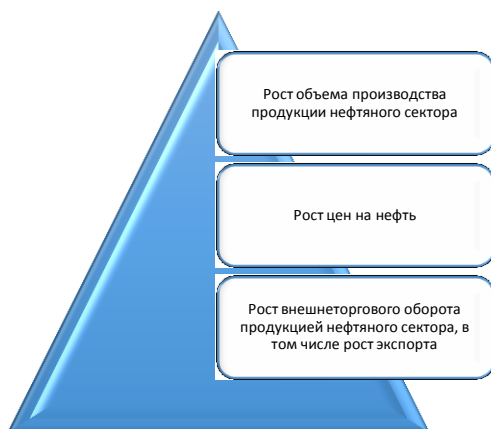 Рост объема производства
продукции нефтяного сектора
Рост цен на нефть
Рост внешнеторгового оборота
продукцией нефтяного сектора, в
том числе рост экспорта